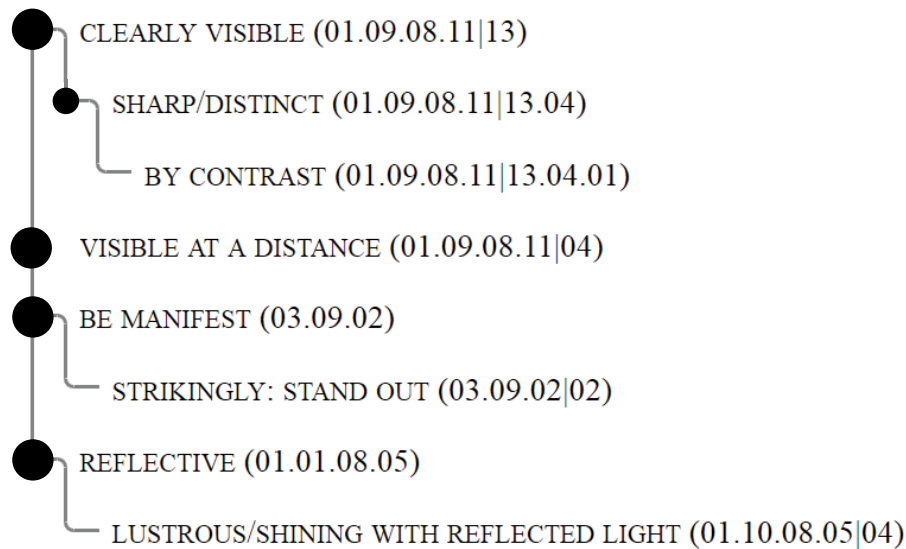 CLEARLY VISIBLE (01.09.08.11|13)
SHARP/DISTINCT (01.09.08.11|13.04)
BY CONTRAST (01.09.08.11|13.04.01)
VISIBLE AT A DISTANCE (01.09.08.11|04)
BE MANIFEST (03.09.02)
STRIKINGLY: STAND OUT (03.09.02|02)
REFLECTIVE (01.01.08.05)
LUSTROUS/SHINING WITH REFLECTED LIGHT (01.10.08.05|04)